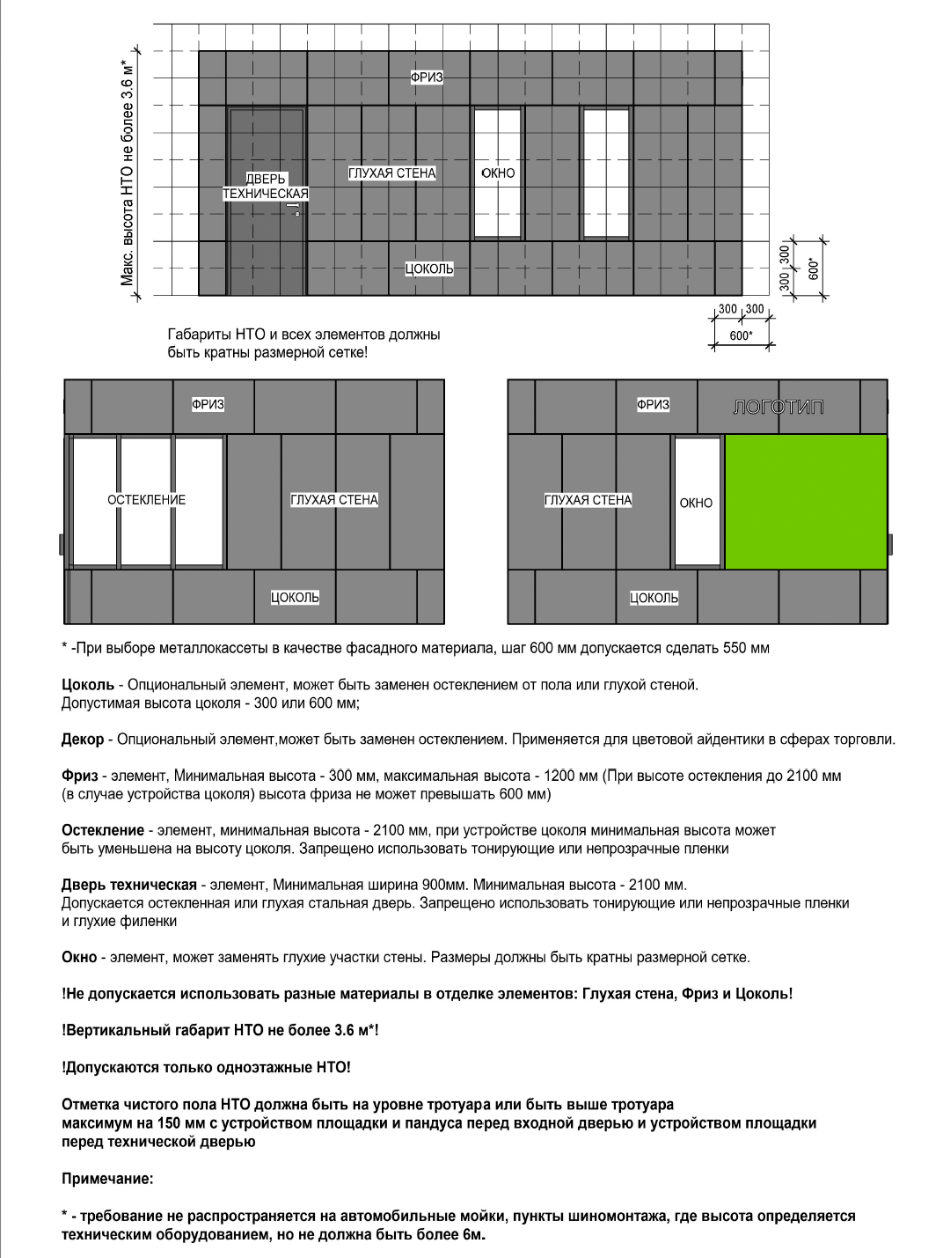 Макс. высота НТО не более 3.6 м*
ФРИЗ
ДВЕРЬ
ТЕХНИЧЕСКАЯ
ГЛУХАЯ СТЕНА
ОКНО
ЦОКОЛЬ
300
300
600*
300 300
600*
Габариты НТО и всех элементов должны
быть кратны размерной сетке!
ФРИЗ
ОСТЕКЛЕНИЕ
ГЛУХАЯ СТЕНА
ЦОКОЛЬ
ФРИЗ
ЛОГОТИП
ГЛУХАЯ СТЕНА
ОКНО
ЦОКОЛЬ
* -При выборе металлокассеты в качестве фасадного материала, шаг 600 мм допускается сделать 550 мм
Цоколь - Опциональный элемент, может быть заменен остеклением от пола или глухой стеной.
Допустимая высота цоколя - 300 или 600 мм;
Декор - Опциональный элемент,может быть заменен остеклением. Применяется для цветовой айдентики в сферах торговли.
Фриз - элемент, Минимальная высота - 300 мм, максимальная высота - 1200 мм (При высоте остекления до 2100 мм
(в случае устройства цоколя) высота фриза не может превышать 600 мм)
Остекление - элемент, минимальная высота - 2100 мм, при устройстве цоколя минимальная высота может
быть уменьшена на высоту цоколя. Запрещено использовать тонирующие или непрозрачные пленки
Дверь техническая - элемент, Минимальная ширина 900мм. Минимальная высота - 2100 мм.
Допускается остекленная или глухая стальная дверь. Запрещено использовать тонирующие или непрозрачные пленки
и глухие филенки
Окно - элемент, может заменять глухие участки стены. Размеры должны быть кратны размерной сетке.
!Не допускается использовать разные материалы в отделке элементов: Глухая стена, Фриз и Цоколь!
!Вертикальный габарит НТО не более 3.6 м*!
!Допускаются только одноэтажные НТО!
Отметка чистого пола НТО должна быть на уровне тротуара или быть выше тротуара
максимум на 150 мм с устройством площадки и пандуса перед входной дверью и устройством площадки
перед технической дверью
Примечание:
* - требование не распространяется на автомобильные мойки, пункты шиномонтажа, где высота определяется
техническим оборудованием, но не должна быть более 6м.